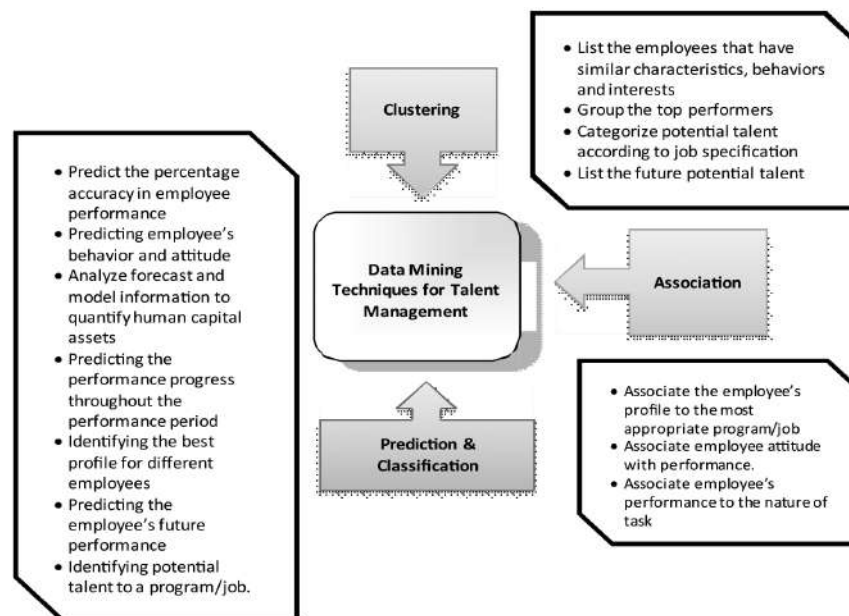 Clustering
• List the employees that have
similar characteristics, behaviors
and interests
• Group the top performers
• Categorize potential talent
according to job specification
• List the future potential talent
• Predict the percentage
accuracy in employee
performance
• Predicting employee's
behavior and attitude
• Analyze forecast and
model information to
quantify human capital
assets
• Predicting the
performance progress
throughout the
performance period
• Identifying the best
profile for different
employees
• Predicting the
employee's future
performance
• Identifying potential
talent to a program/job.
Data Mining
Techniques for Talent
Management
Association
Prediction &
Classification
• Associate the employee's
profile to the most
appropriate program/job
• Associate employee attitude
with performance.
• Associate employee's
performance to the nature of
task